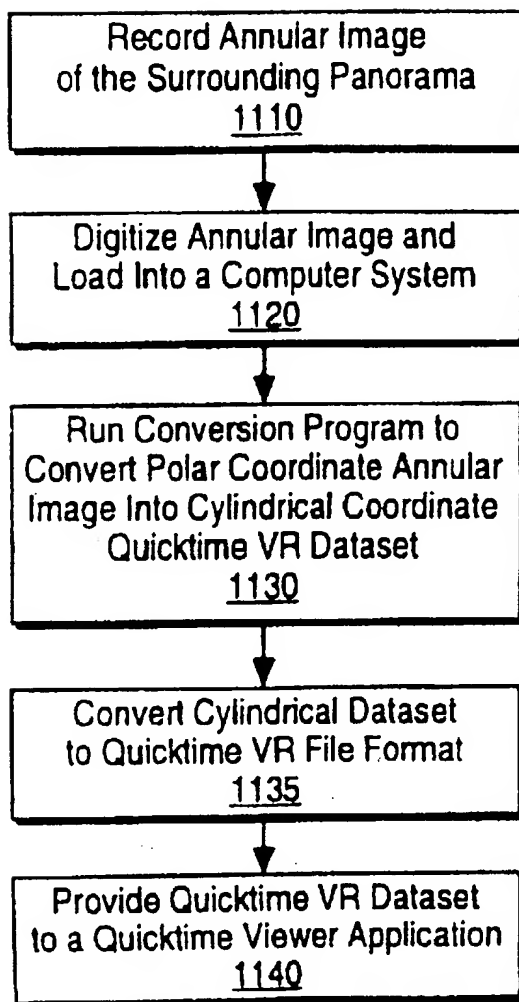 Record Annular Image
of the Surrounding Panorama
1110
Digitize Annular Image and
Load Into a Computer System
1120
Run Conversion Program to
Convert Polar Coordinate Annular
Image Into Cylindrical Coordinate
Quicktime VR Dataset
1130
Convert Cylindrical Dataset
to Quicktime VR File Format
1135
Provide Quicktime VR Dataset
to a Quicktime Viewer Application
1140